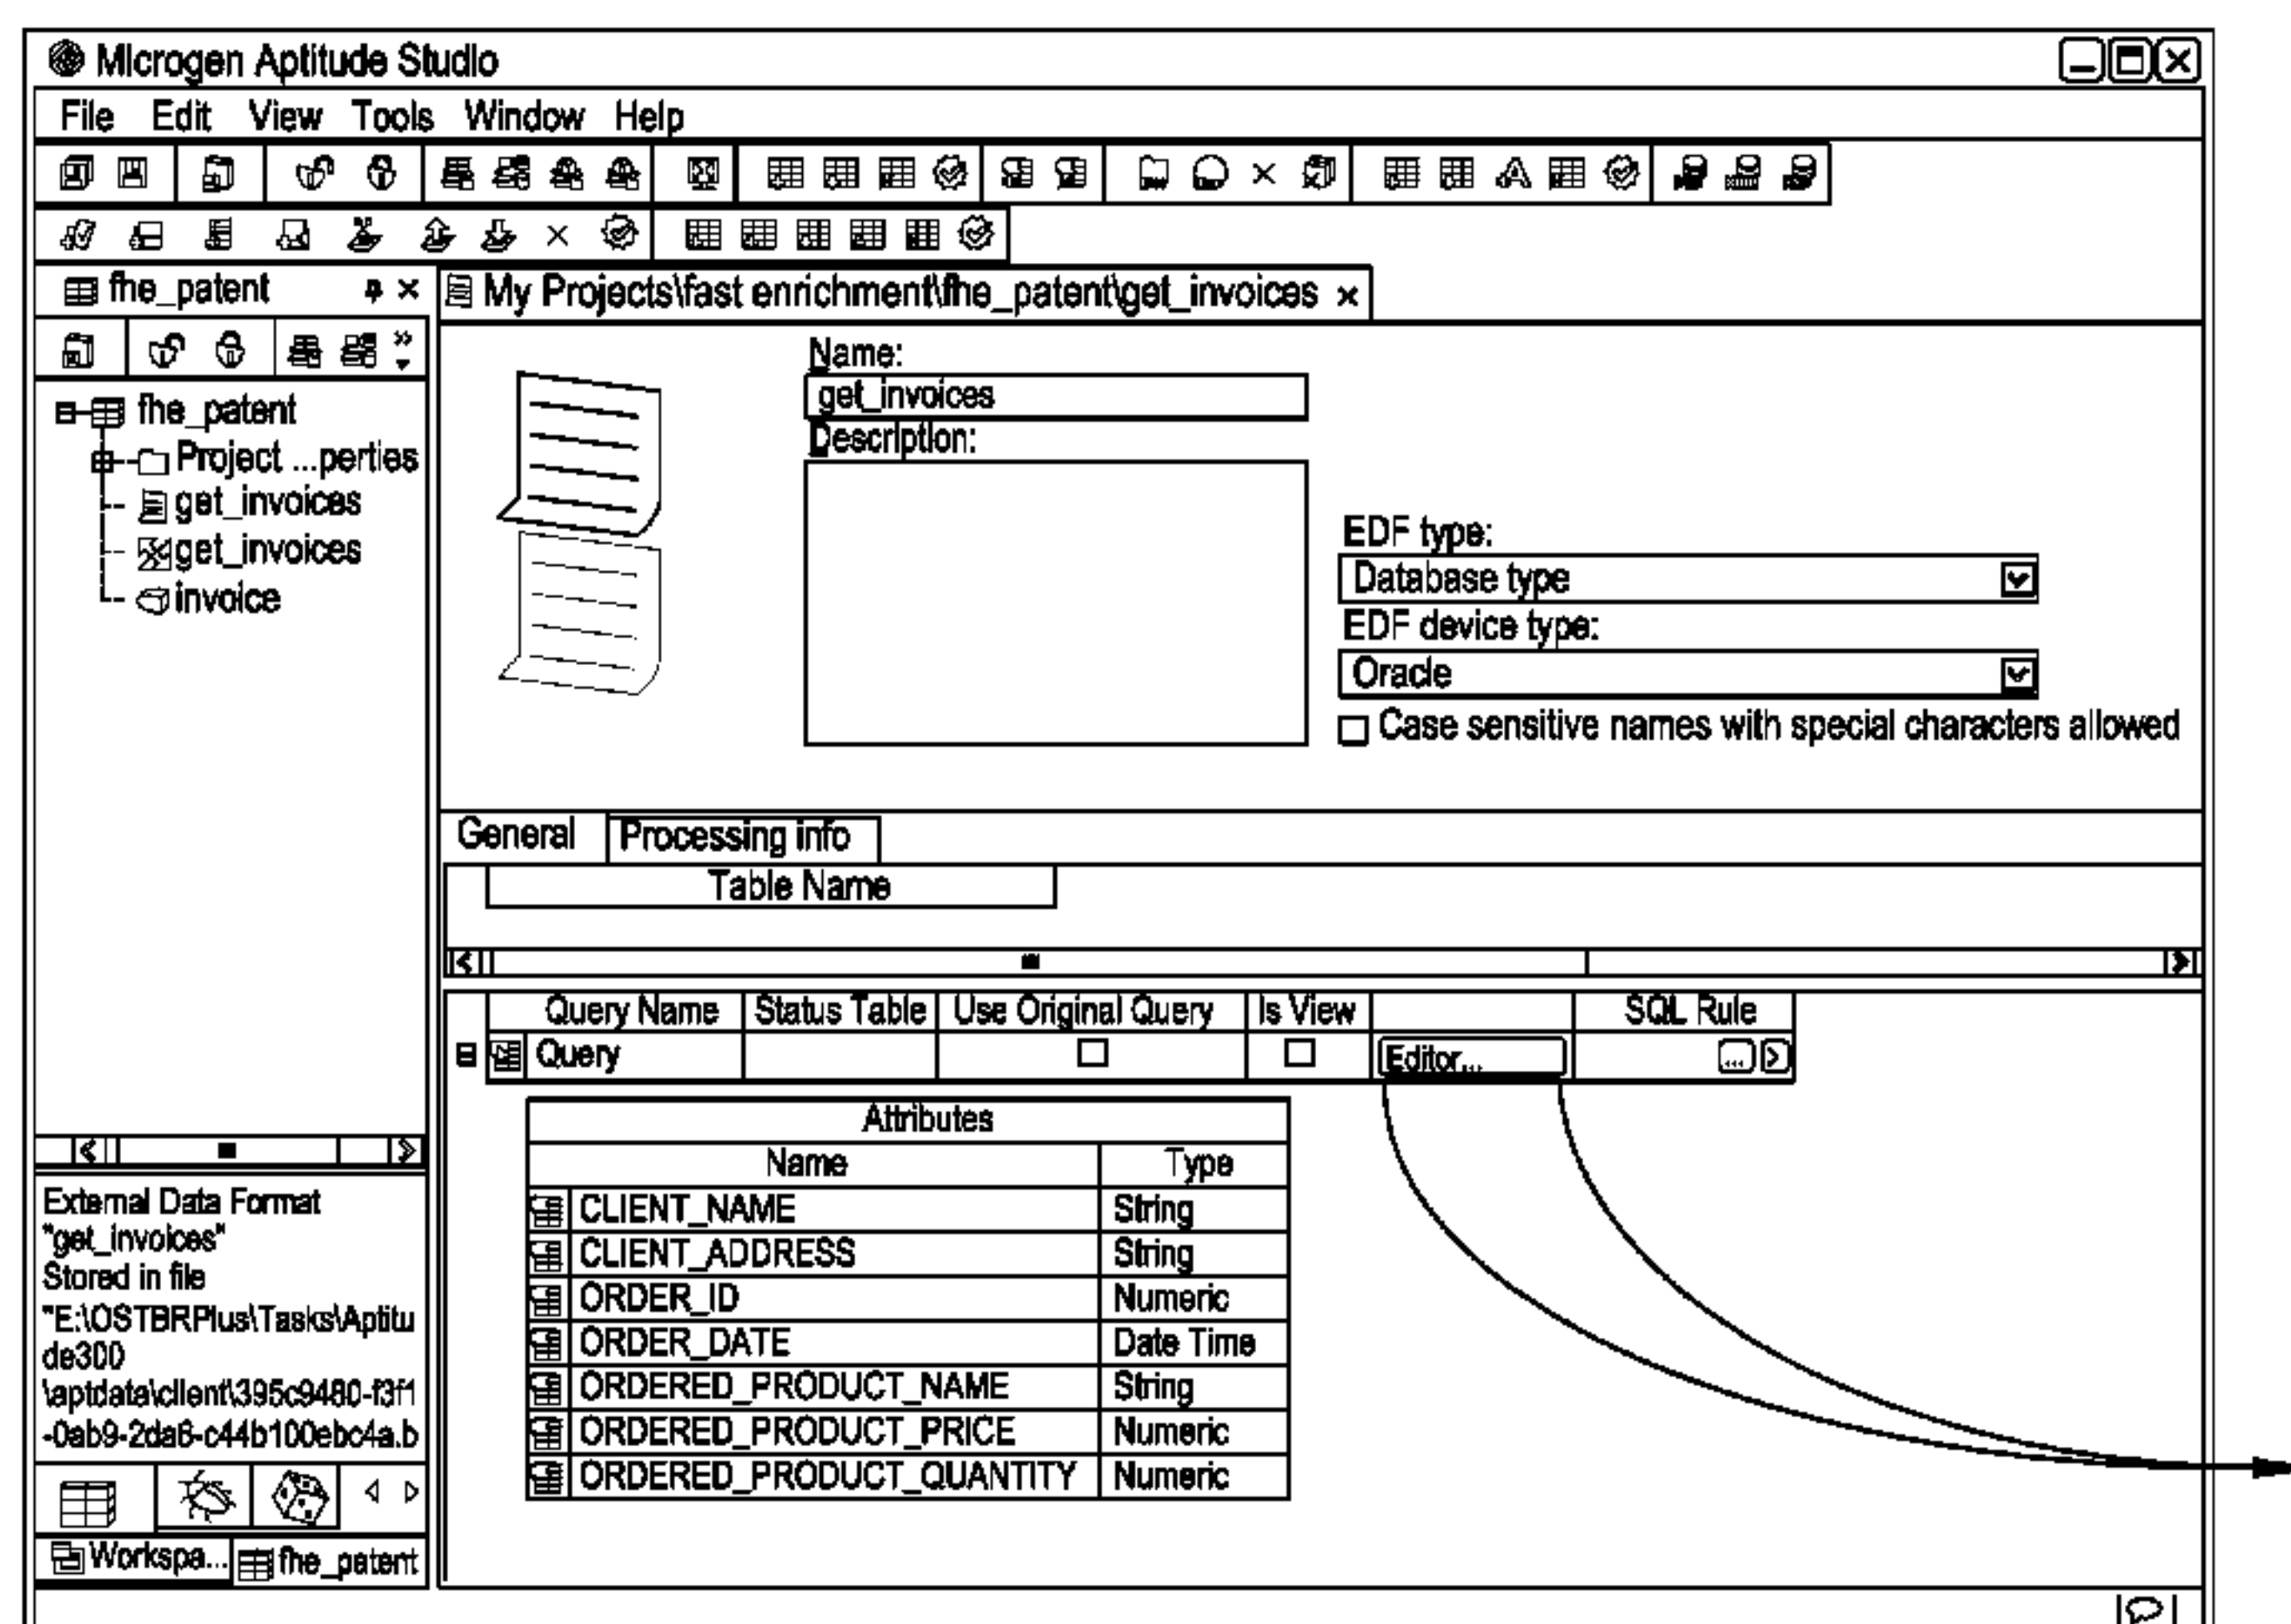 Microgen Aptitude Studio
File Edit View Tools Window Help
fhe_patent
My Projects\fast enrichment\fhe_patent\get_invoices
fhe_patent
Project ...perties
get_invoices
get_invoices
invoice
Name:
get_invoices
Description:
EDF type:
Database type
EDF device type:
Oracle
Case sensitive names with special characters allowed
General Processing info
Table Name
Query Name Status Table Use Original Query Is View SQL Rule
Query Editor... ...
Attributes
Name Type
CLIENT_NAME String
CLIENT_ADDRESS String
ORDER_ID Numeric
ORDER_DATE Date Time
ORDERED_PRODUCT_NAME String
ORDERED_PRODUCT_PRICE Numeric
ORDERED_PRODUCT_QUANTITY Numeric
External Data Format
"get_invoices"
Stored in file
"E:\OSTBRPlus\Tasks\Aptitu
de300
\aptdata\client\395c9480-f3f1
-0ab9-2da6-c44b100ebc4a.b
Workspa... fhe_patent